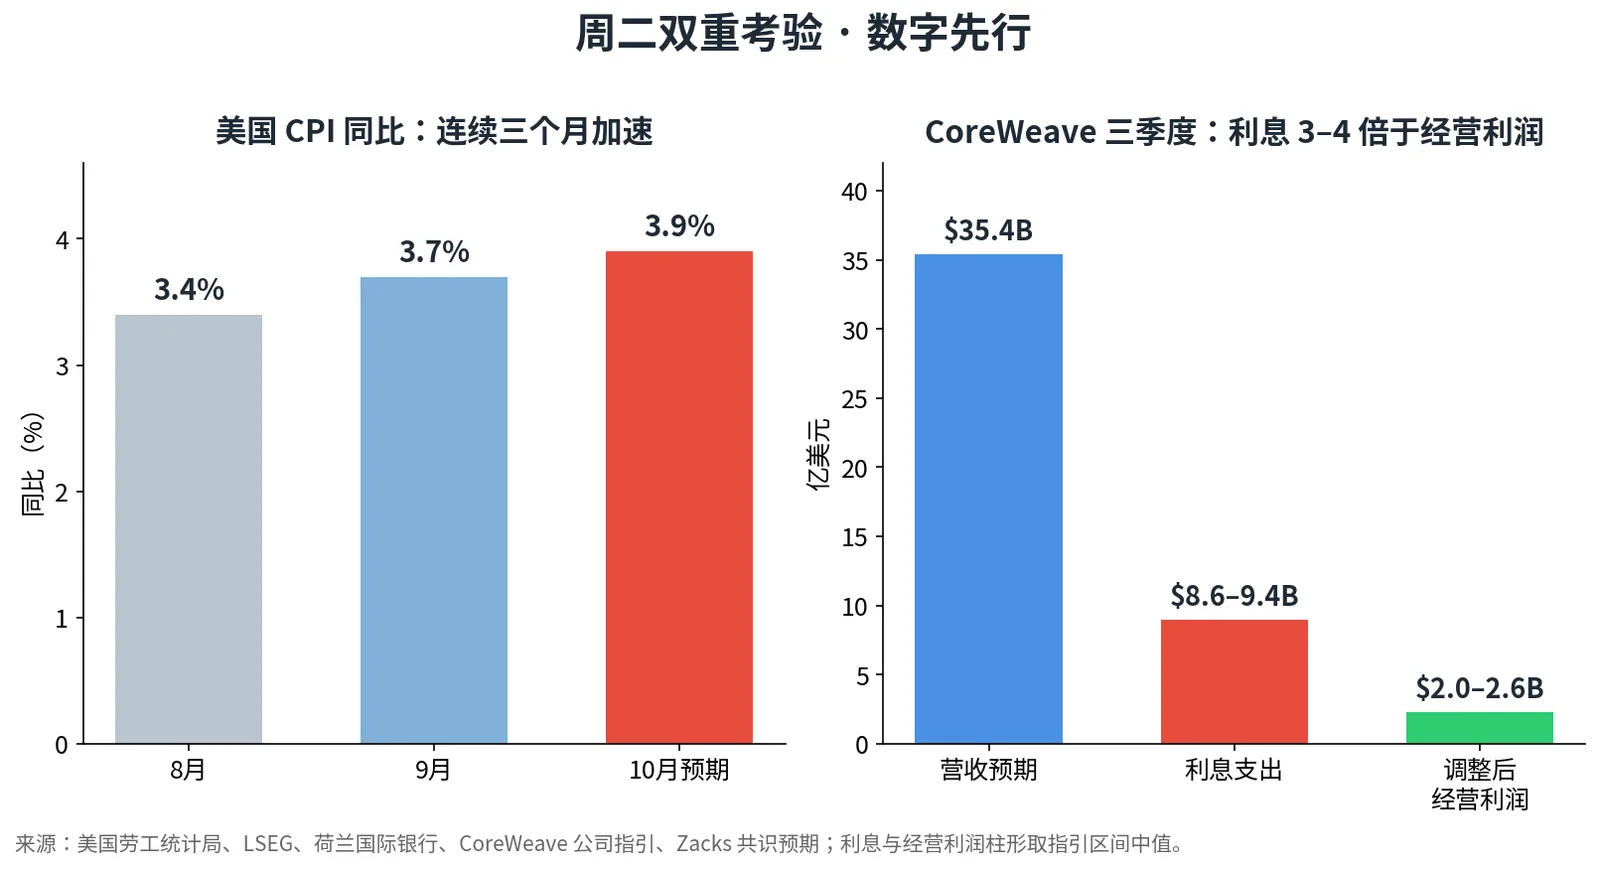 周二双重考验 · 数字先行
美国 CPI 同比：连续三个月加速
同比（%）
4
3
2
1
0
3.4%
3.7%
3.9%
8月
9月
10月预期
CoreWeave 三季度：利息 3–4 倍于经营利润
亿美元
40
35
30
25
20
15
10
5
0
$35.4B
$8.6–9.4B
$2.0–2.6B
营收预期
利息支出
调整后
经营利润
来源：美国劳工统计局、LSEG、荷兰国际银行、CoreWeave 公司指引、Zacks 共识预期；利息与经营利润柱形取指引区间中值。